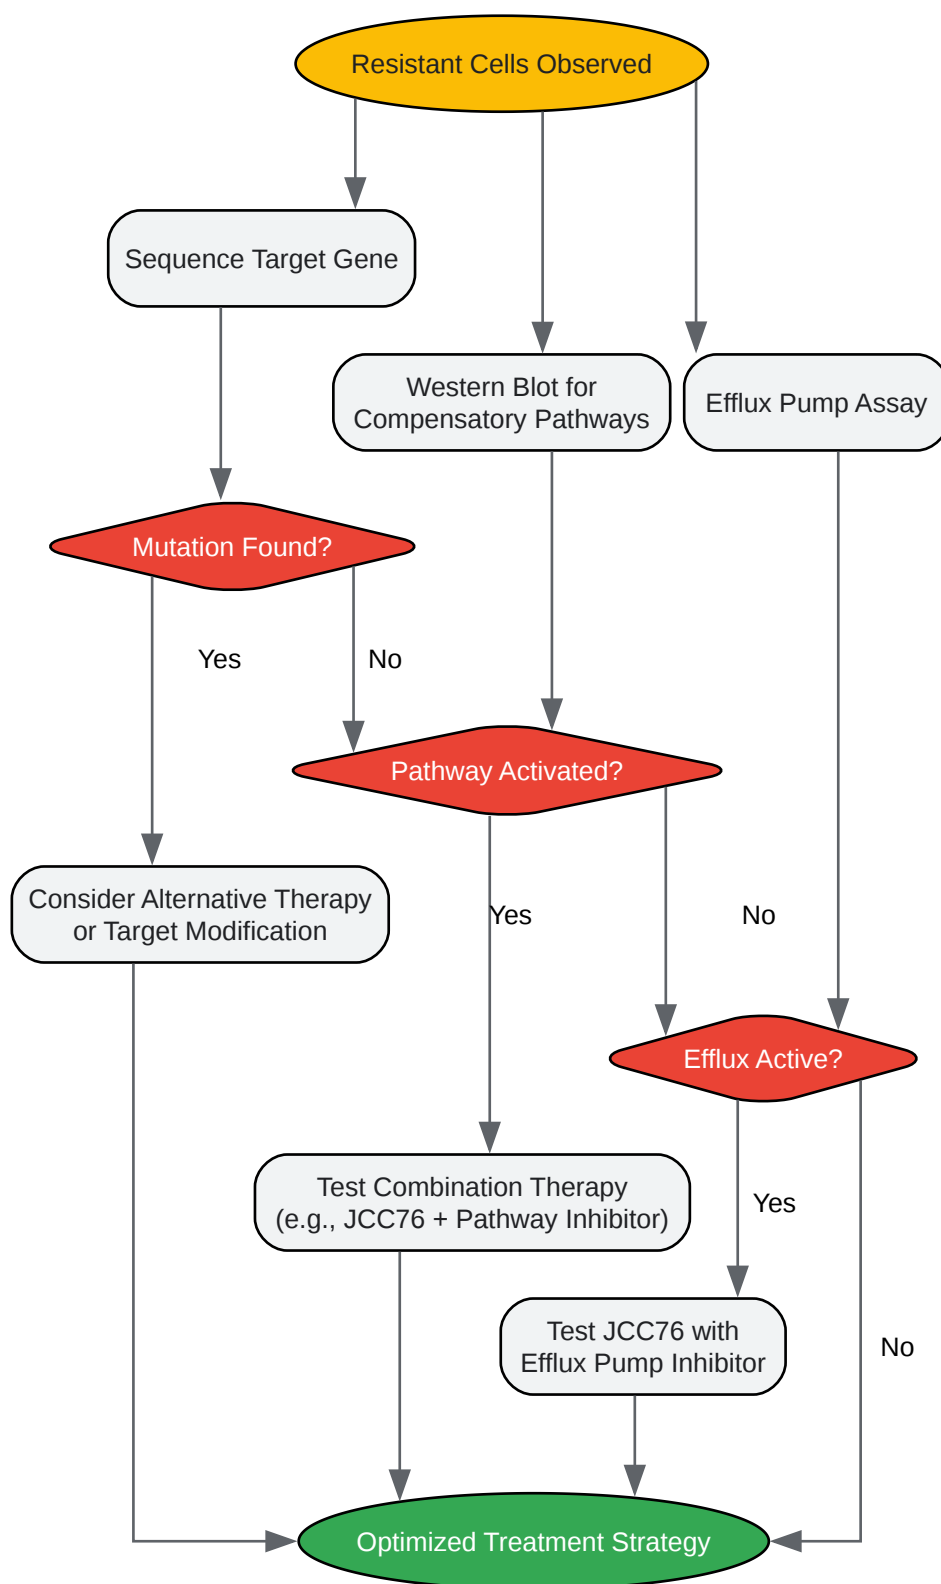 Resistant Cells Observed
Sequence Target Gene
Western Blot for
Compensatory Pathways
Efflux Pump Assay
Mutation Found?
Yes
No
Pathway Activated?
Consider Alternative Therapy
or Target Modification
Yes
No
Efflux Active?
Test Combination Therapy
(e.g., JCC76 + Pathway Inhibitor)
Yes
Test JCC76 with
Efflux Pump Inhibitor
No
Optimized Treatment Strategy